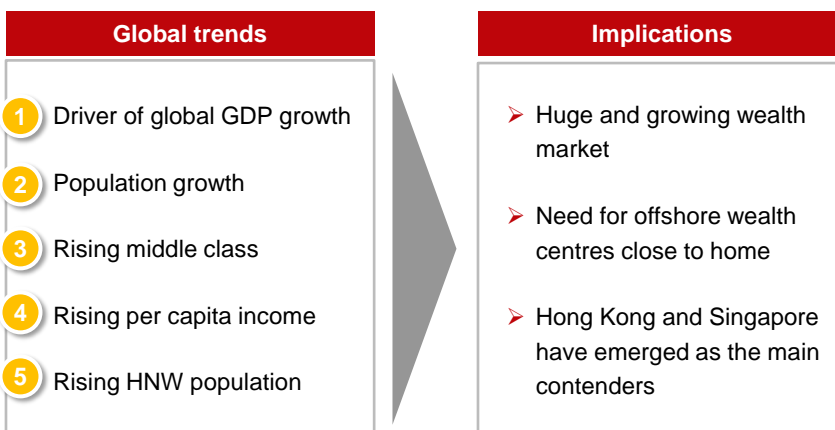 Global trends
1 Driver of global GDP growth
2 Population growth
3 Rising middle class
4 Rising per capita income
5 Rising HNW population
Implications
Huge and growing wealth
market
Need for offshore wealth
centres close to home
Hong Kong and Singapore
have emerged as the main
contenders